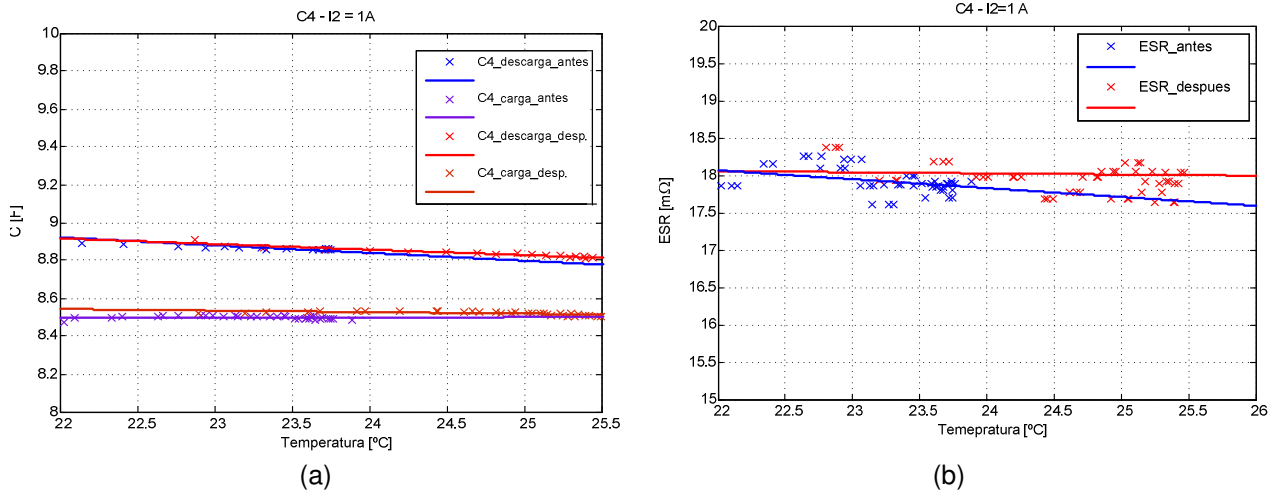 C4 - I2 = 1A
10
9.8
9.6
9.4
9.2
9
8.8
8.6
8.4
8.2
8
C [F]
C4_descarga_antes
C4_carga_antes
C4_descarga_desp.
C4_carga_desp.
22
22.5
23
23.5
24
24.5
25
25.5
Temperatura [ºC]
(a)
C4 - I2=1 A
20
19.5
19
18.5
18
17.5
17
16.5
16
15.5
15
ESR [mΩ]
ESR_antes
ESR_despues
22
22.5
23
23.5
24
24.5
25
25.5
26
Temepratura [ºC]
(b)